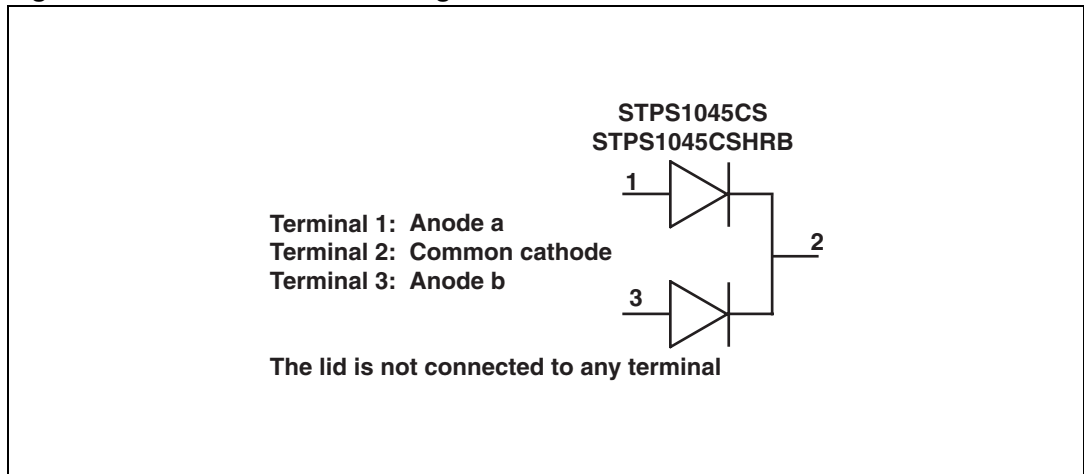 STPS1045CS
STPS1045CSHRB
1
2
3
Terminal 1: Anode a
Terminal 2: Common cathode
Terminal 3: Anode b
The lid is not connected to any terminal